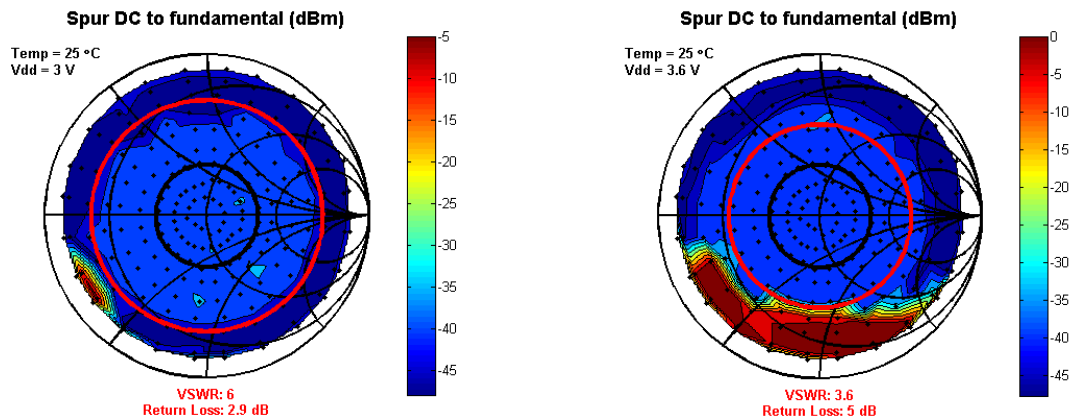 Spur DC to fundamental (dBm)
Temp = 25 °C
Vdd = 3 V
-5
-10
-15
-20
-25
-30
-35
-40
-45
VSWR: 6
Return Loss: 2.9 dB
Spur DC to fundamental (dBm)
Temp = 25 °C
Vdd = 3.6 V
0
-5
-10
-15
-20
-25
-30
-35
-40
-45
VSWR: 3.6
Return Loss: 5 dB